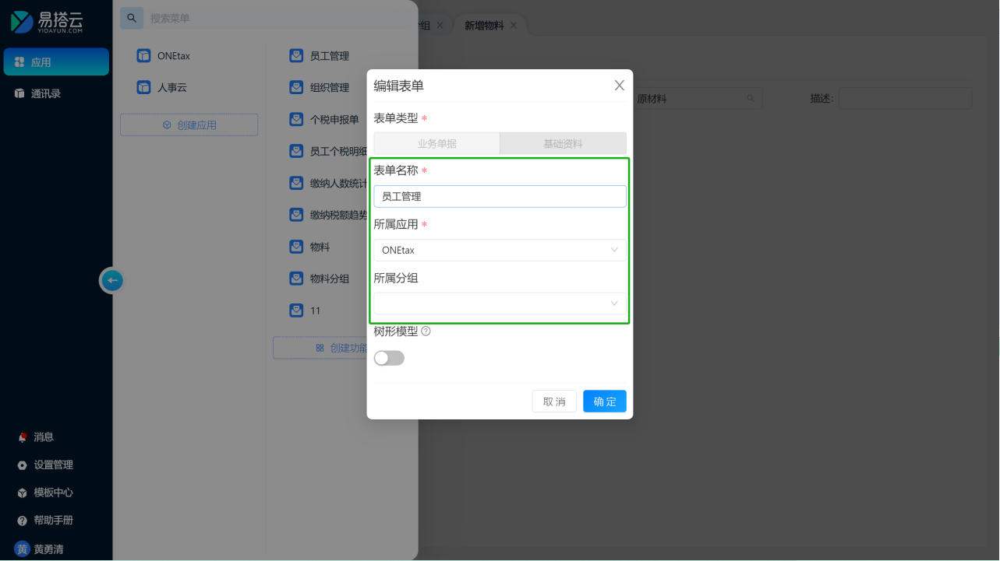 易搭云
YIDAYUN.COM
应用
通讯录
消息
设置管理
模板中心
帮助手册
黄 黄勇清
搜索菜单
ONEtax
人事云
创建应用
员工管理
组织管理
个税申报单
员工个税明细
缴纳人数统计
缴纳税额趋势
物料
物料分组
11
创建功能
组
新增物料
原材料
描述:
编辑表单
表单类型 *
业务单据
基础资料
表单名称 *
员工管理
所属应用 *
ONEtax
所属分组
树形模型
取 消
确 定